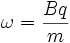 ω = Bq/m